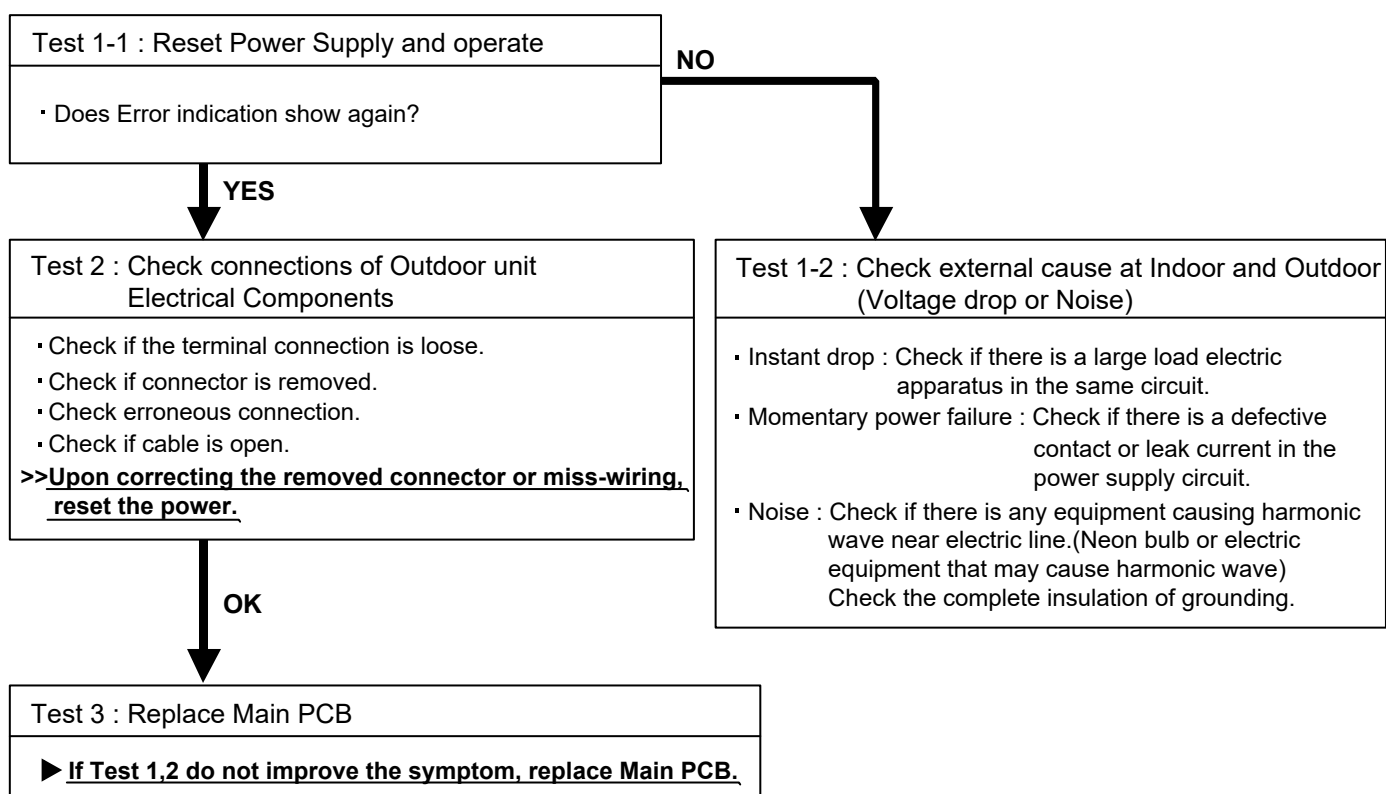 Test 1-1 : Reset Power Supply and operate
・Does Error indication show again?
NO
YES
Test 2 : Check connections of Outdoor unit
Electrical Components
・Check if the terminal connection is loose.
・Check if connector is removed.
・Check erroneous connection.
・Check if cable is open.
>>Upon correcting the removed connector or miss-wiring,
reset the power.
Test 1-2 : Check external cause at Indoor and Outdoor
(Voltage drop or Noise)
・Instant drop : Check if there is a large load electric
apparatus in the same circuit.
・Momentary power failure : Check if there is a defective
contact or leak current in the
power supply circuit.
・Noise : Check if there is any equipment causing harmonic
wave near electric line.(Neon bulb or electric
equipment that may cause harmonic wave)
Check the complete insulation of grounding.
OK
Test 3 : Replace Main PCB
▶ If Test 1,2 do not improve the symptom, replace Main PCB.